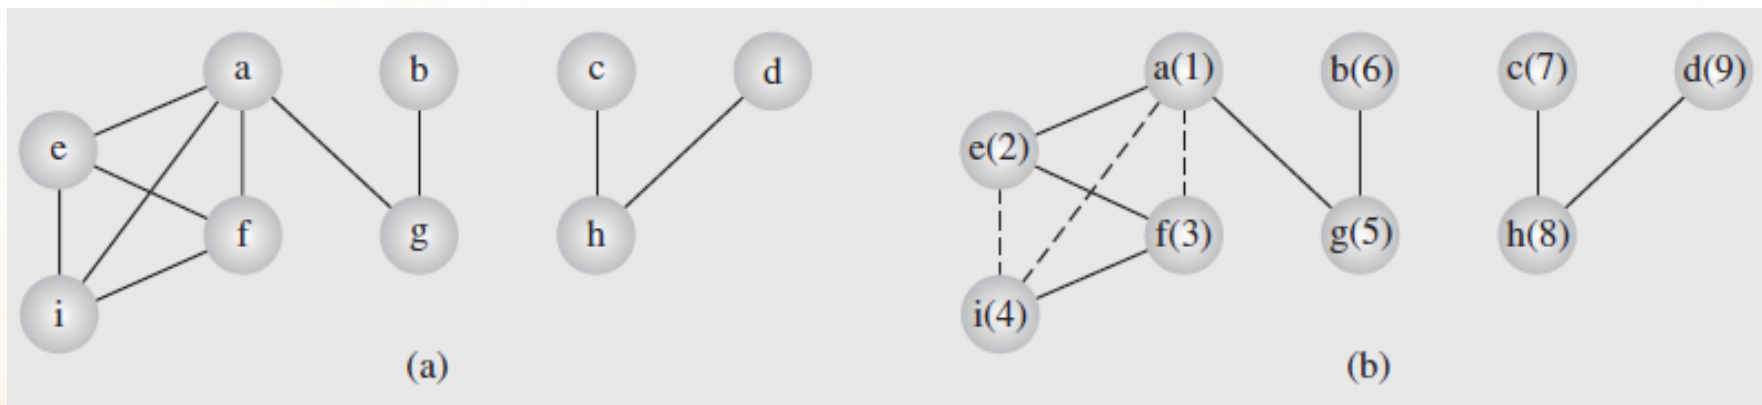 a b c d
e
f g h
i
(a)
a(1) b(6) c(7) d(9)
e(2)
f(3) g(5) h(8)
i(4)
(b)